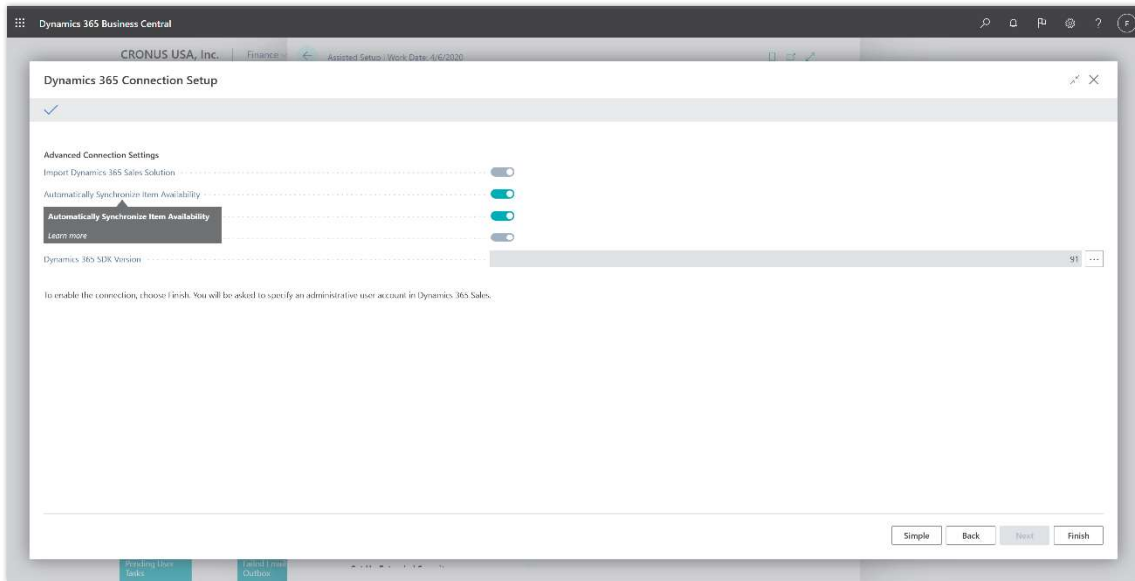 Dynamics 365 Business Central
?
F
CRONUS USA, Inc. Finance
Assisted Setup | Work Date: 4/6/2020
Dynamics 365 Connection Setup
Advanced Connection Settings
Import Dynamics 365 Sales Solution
Automatically Synchronize Item Availability
Automatically Synchronize Item Availability
Learn more
Dynamics 365 SDK Version 91 ...
To enable the connection, choose Finish. You will be asked to specify an administrative user account in Dynamics 365 Sales.
Simple Back Next Finish
Pending User Failed Email
Tasks Outbox